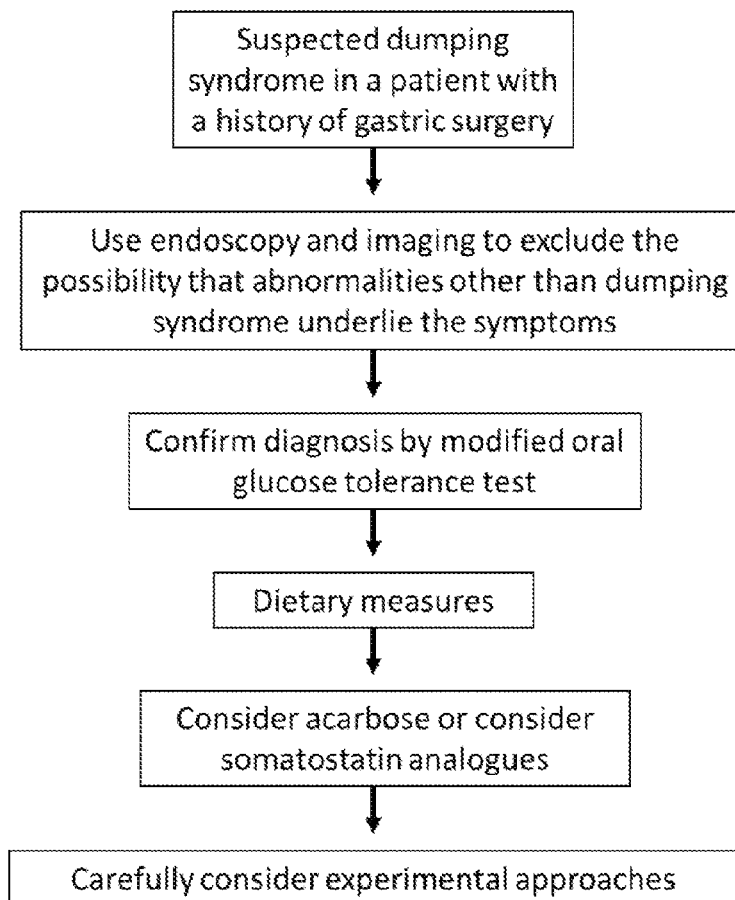 Suspected dumping
syndrome in a patient with
a history of gastric surgery
Use endoscopy and imaging to exclude the
possibility that abnormalities other than dumping
syndrome underlie the symptoms
Confirm diagnosis by modified oral
glucose tolerance test
Dietary measures
Consider acarbose or consider
somatostatin analogues
Carefully consider experimental approaches